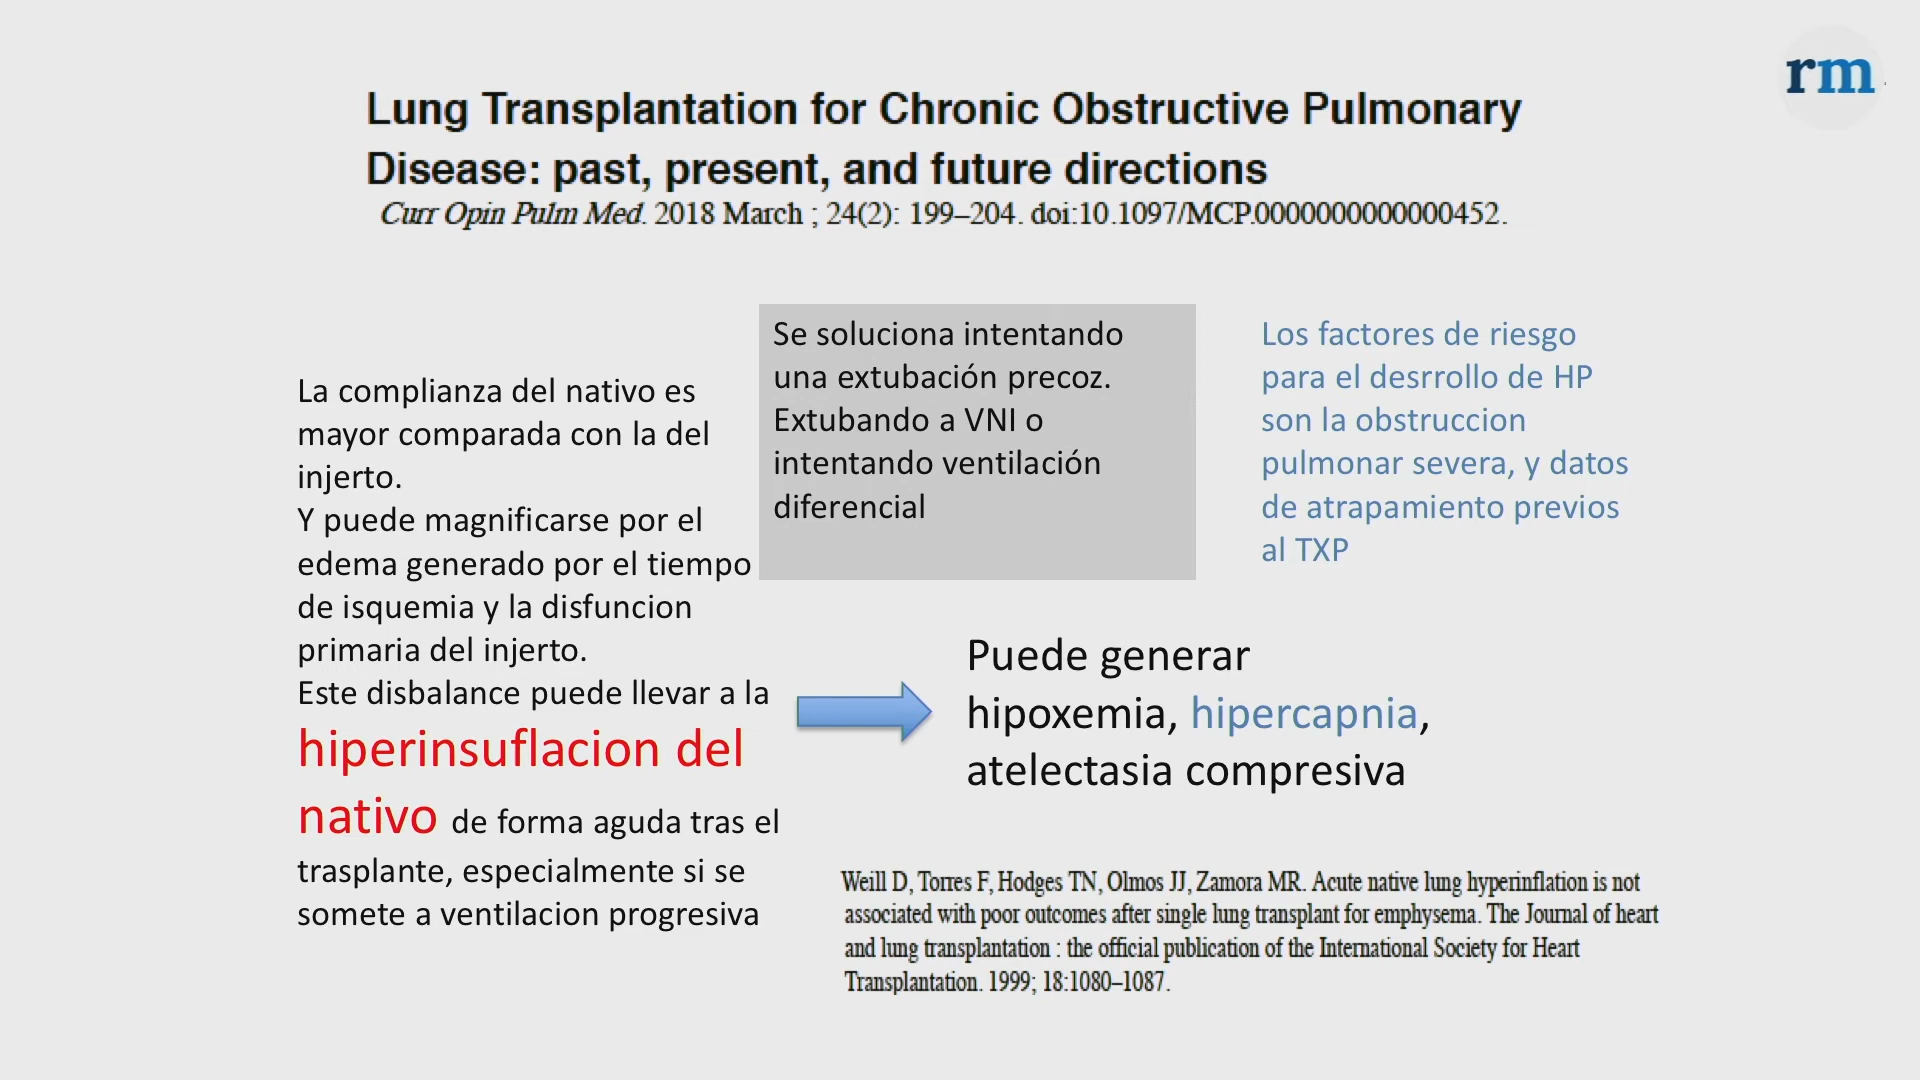 rm
Lung Transplantation for Chronic Obstructive Pulmonary
Disease: past, present, and future directions
Curr Opin Pulm Med. 2018 March ; 24(2): 199–204. doi:10.1097/MCP.0000000000000452.
La complianza del nativo es
mayor comparada con la del
injerto.
Y puede magnificarse por el
edema generado por el tiempo
de isquemia y la disfuncion
primaria del injerto.
Este disbalance puede llevar a la
hiperinsuflacion del
nativo de forma aguda tras el
trasplante, especialmente si se
somete a ventilacion progresiva
Se soluciona intentando
una extubación precoz.
Extubando a VNI o
intentando ventilación
diferencial
Los factores de riesgo
para el desrrollo de HP
son la obstruccion
pulmonar severa, y datos
de atrapamiento previos
al TXP
Puede generar
hipoxemia, hipercapnia,
atelectasia compresiva
Weill D, Torres F, Hodges TN, Olmos JJ, Zamora MR. Acute native lung hyperinflation is not
associated with poor outcomes after single lung transplant for emphysema. The Journal of heart
and lung transplantation : the official publication of the International Society for Heart
Transplantation. 1999; 18:1080–1087.